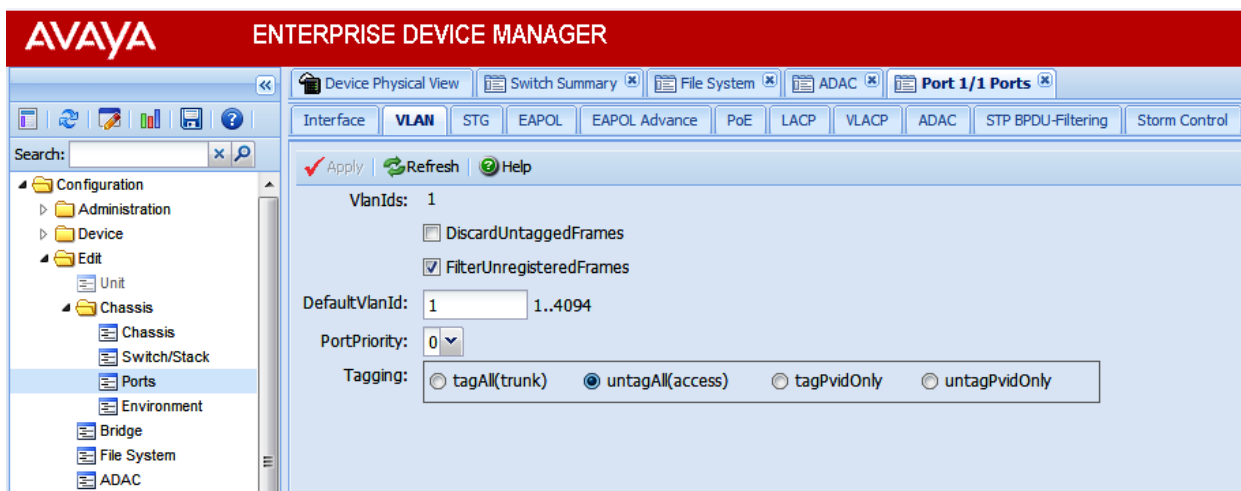 AVAYA ENTERPRISE DEVICE MANAGER
Device Physical View Switch Summary File System ADAC Port 1/1 Ports
Interface VLAN STG EAPOL EAPOL Advance PoE LACP VLACP ADAC STP BPDU-Filtering Storm Control
Search:
Apply Refresh Help
Configuration
Administration
Device
Edit
Unit
Chassis
Chassis
Switch/Stack
Ports
Environment
Bridge
File System
ADAC
VlanIds: 1
DiscardUntaggedFrames
FilterUnregisteredFrames
DefaultVlanId: 1 1..4094
PortPriority: 0
Tagging: tagAll(trunk) untagAll(access) tagPvidOnly untagPvidOnly